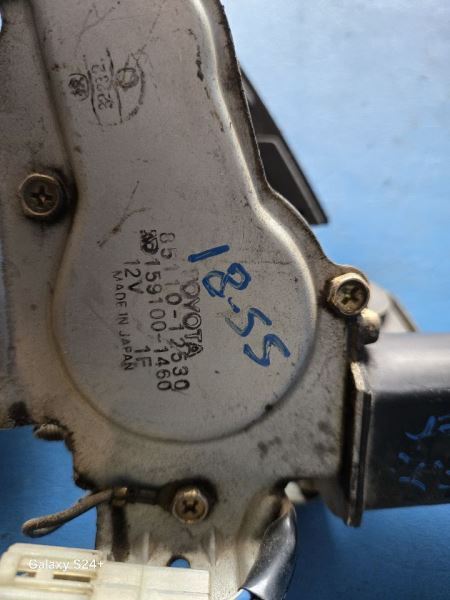 TOYOTA
85110-12530
159100-1460
12V 1F
MADE IN JAPAN
18-55
Galaxy S24+